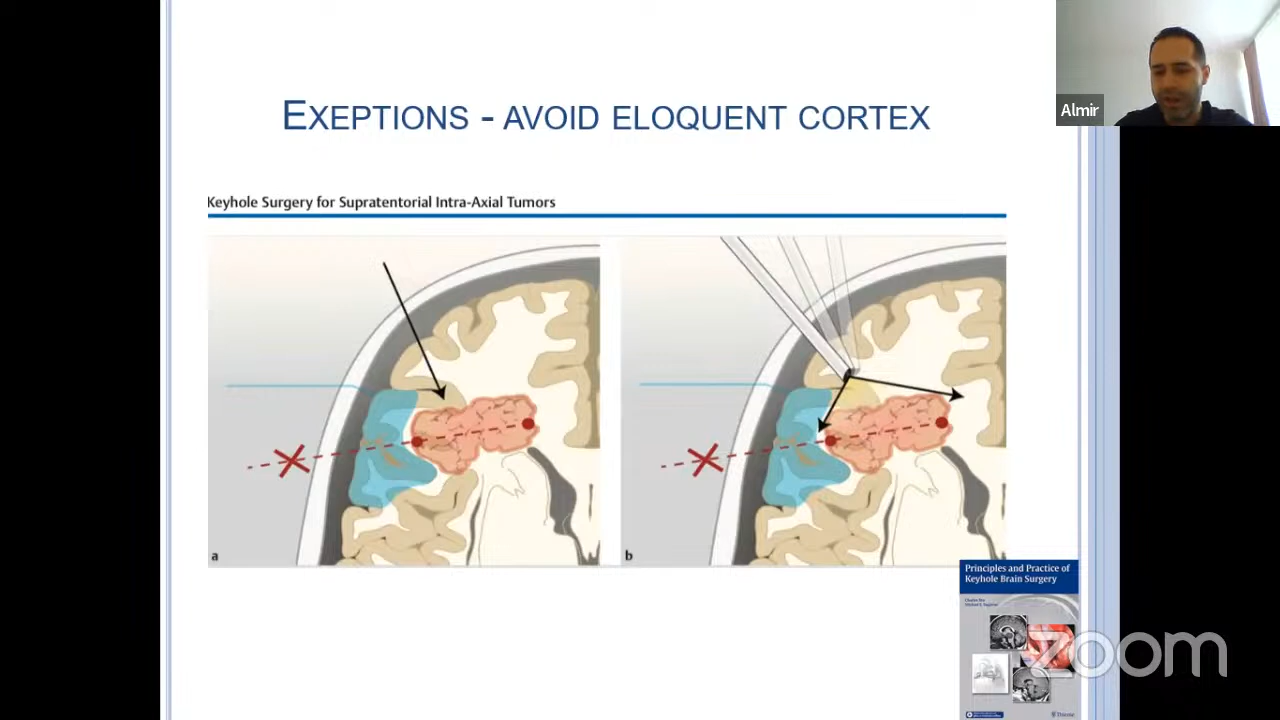 EXEPTIONS - AVOID ELOQUENT CORTEX
Almir
Keyhole Surgery for Supratentorial Intra-Axial Tumors
a
b
Principles and Practice of
Keyhole Brain Surgery
zoom
Thieme